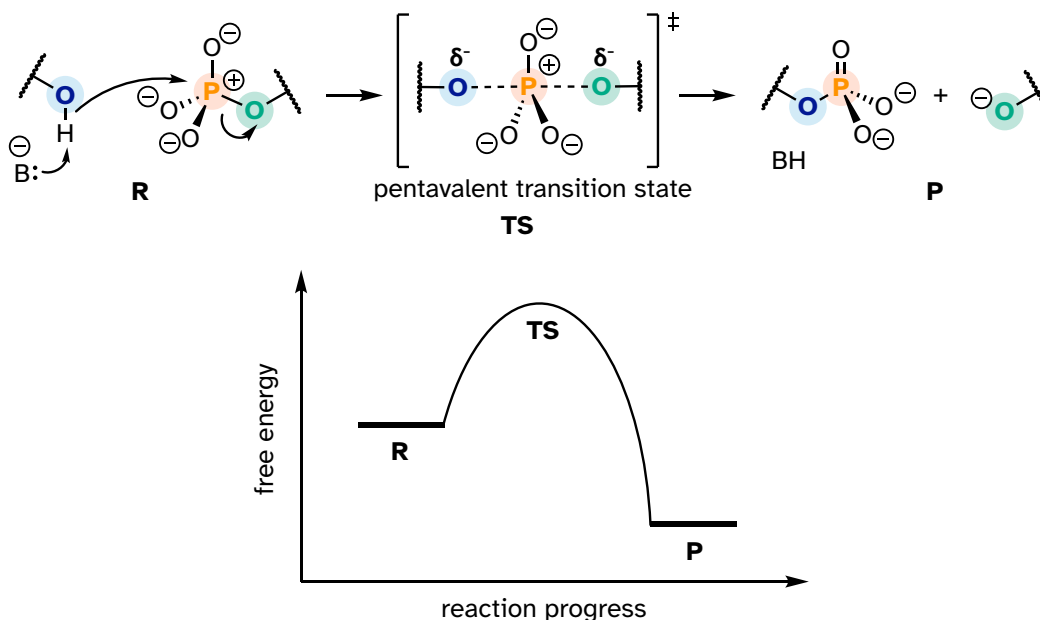 O⊖
δ⁻ δ⁻
‡
O P⊕ O
O H ⊖O P⊕ O
⊖O
⊖ B:
O⊖ O⊖
O
O P O⊖ + ⊖O
O⊖
BH
R
pentavalent transition state
TS
P
free energy
TS
R
P
reaction progress